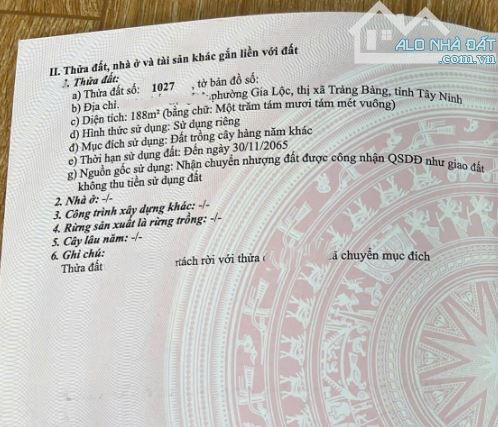 ALO NHÀ ĐẤT
.com.vn
II. Thửa đất, nhà ở và tài sản khác gắn liền với đất
1. Thửa đất:
a) Thửa đất số: 1027 tờ bản đồ số:
b) Địa chỉ. phường Gia Lộc, thị xã Trảng Bàng, tỉnh Tây Ninh
c) Diện tích: 188m² (bằng chữ: Một trăm tám mươi tám mét vuông)
d) Hình thức sử dụng: Sử dụng riêng
đ) Mục đích sử dụng: Đất trồng cây hàng năm khác
e) Thời hạn sử dụng đất: Đến ngày 30/11/2065
g) Nguồn gốc sử dụng: Nhận chuyển nhượng đất được công nhận QSDĐ như giao đất
không thu tiền sử dụng đất
2. Nhà ở: -/-
3. Công trình xây dựng khác: -/-
4. Rừng sản xuất là rừng trồng: -/-
5. Cây lâu năm: -/-
6. Ghi chú:
Thửa đất tách rời với thửa chuyển mục đích